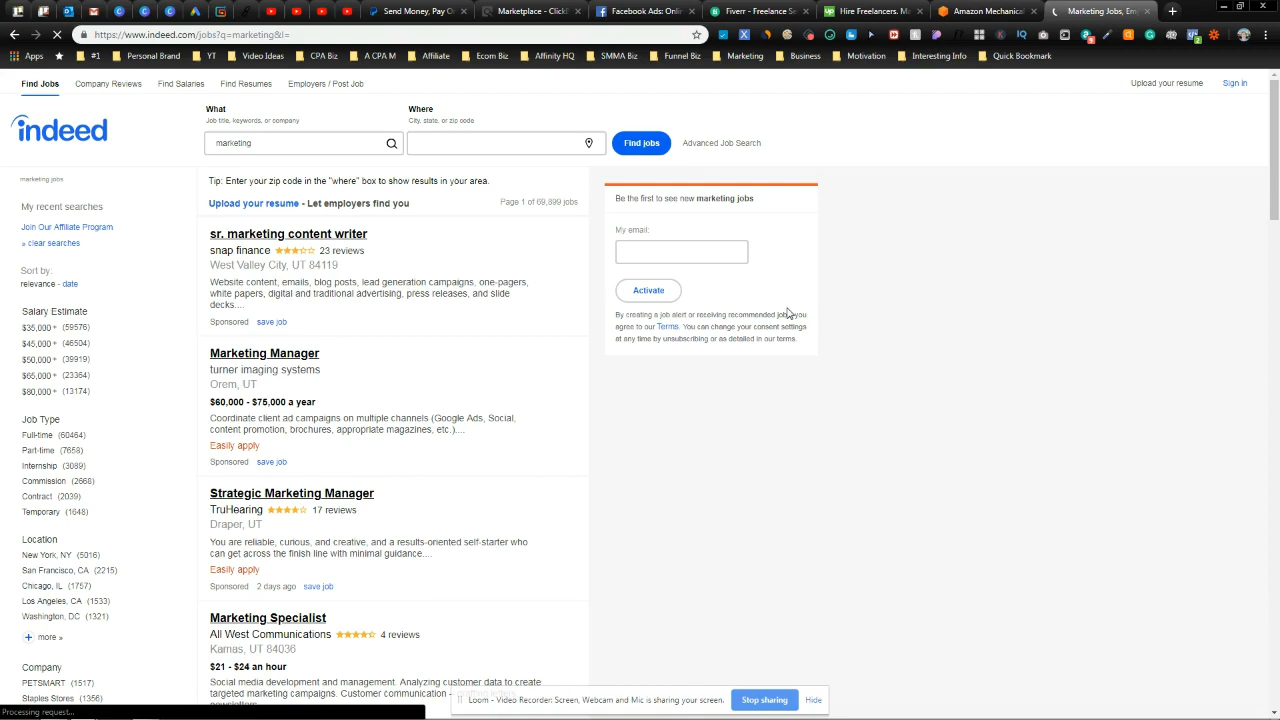 Send Money, Pay O
Marketplace - ClickB
Facebook Ads: Onlin
Fiverr - Freelance S
Hire Freelancers. Ma
Amazon Mechanical
Marketing Jobs, Em
https://www.indeed.com/jobs?q=marketing&l=
Apps
#1
Personal Brand
YT
Video Ideas
CPA Biz
A CPA M
Affiliate
Ecom Biz
Affinity HQ
SMMA Biz
Funnel Biz
Marketing
Business
Motivation
Interesting Info
Quick Bookmark
Find Jobs
Company Reviews
Find Salaries
Find Resumes
Employers / Post Job
Upload your resume
Sign in
indeed
What
Job title, keywords, or company
marketing
Where
City, state, or zip code
Find jobs
Advanced Job Search
marketing jobs
My recent searches
Join Our Affiliate Program
» clear searches
Sort by:
relevance - date
Salary Estimate
$35,000+ (59576)
$45,000+ (46504)
$50,000+ (39919)
$65,000+ (23364)
$80,000+ (13174)
Job Type
Full-time (60464)
Part-time (7658)
Internship (3089)
Commission (2668)
Contract (2039)
Temporary (1648)
Location
New York, NY (5016)
San Francisco, CA (2215)
Chicago, IL (1757)
Los Angeles, CA (1533)
Washington, DC (1321)
+ more »
Company
PETSMART (1517)
Staples Stores (1356)
Tip: Enter your zip code in the "where" box to show results in your area.
Upload your resume - Let employers find you
Page 1 of 69,899 jobs
sr. marketing content writer
snap finance 23 reviews
West Valley City, UT 84119
Website content, emails, blog posts, lead generation campaigns, one-pagers,
white papers, digital and traditional advertising, press releases, and slide
decks....
Sponsored save job
Marketing Manager
turner imaging systems
Orem, UT
$60,000 - $75,000 a year
Coordinate client ad campaigns on multiple channels (Google Ads, Social,
content promotion, brochures, appropriate magazines, etc.)....
Easily apply
Sponsored save job
Strategic Marketing Manager
TruHearing 17 reviews
Draper, UT
You are reliable, curious, and creative, and a results-oriented self-starter who
can get across the finish line with minimal guidance....
Easily apply
Sponsored 2 days ago save job
Marketing Specialist
All West Communications 4 reviews
Kamas, UT 84036
$21 - $24 an hour
Social media development and management. Analyzing customer data to create
targeted marketing campaigns. Customer communication -
Be the first to see new marketing jobs
My email:
Activate
By creating a job alert or receiving recommended jobs, you
agree to our Terms. You can change your consent settings
at any time by unsubscribing or as detailed in our terms.
Loom - Video Recorder: Screen, Webcam and Mic is sharing your screen.
Stop sharing
Hide
Processing request...